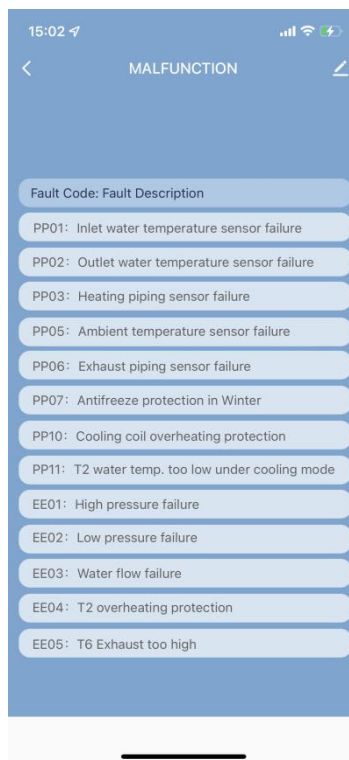 15:02
MALFUNCTION
Fault Code: Fault Description
PP01: Inlet water temperature sensor failure
PP02: Outlet water temperature sensor failure
PP03: Heating piping sensor failure
PP05: Ambient temperature sensor failure
PP06: Exhaust piping sensor failure
PP07: Antifreeze protection in Winter
PP10: Cooling coil overheating protection
PP11: T2 water temp. too low under cooling mode
EE01: High pressure failure
EE02: Low pressure failure
EE03: Water flow failure
EE04: T2 overheating protection
EE05: T6 Exhaust too high